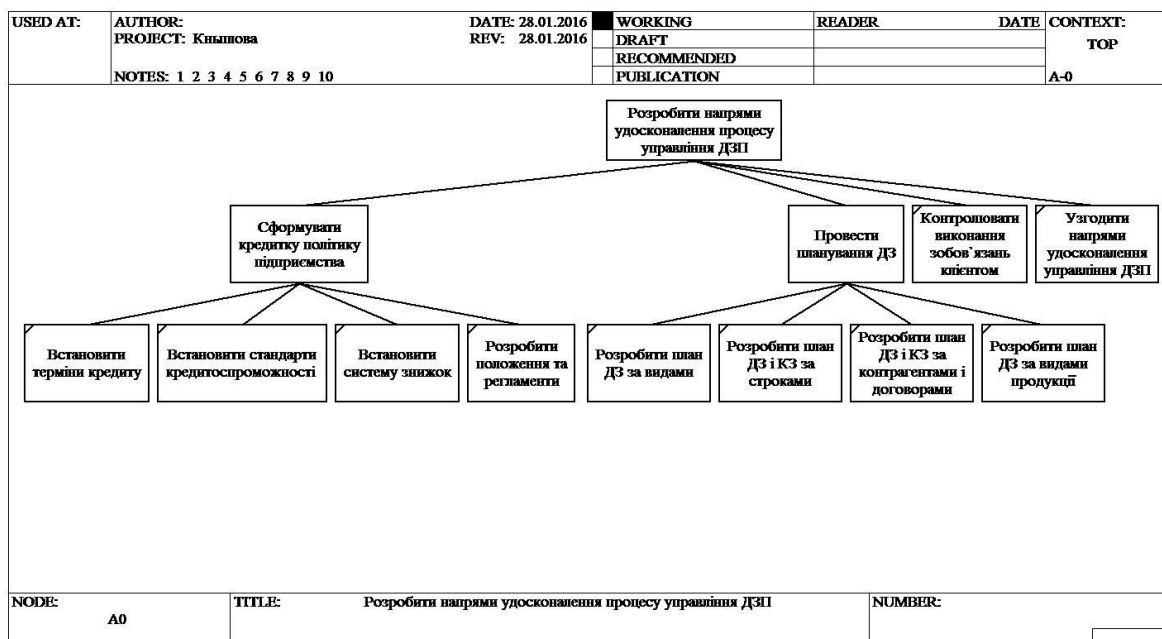 USED AT:
AUTHOR:
DATE: 28.01.2016
WORKING
READER
DATE
CONTEXT:
PROJECT: Кнышова
REV: 28.01.2016
DRAFT
TOP
RECOMMENDED
NOTES: 1 2 3 4 5 6 7 8 9 10
PUBLICATION
A-0
Розробити напрями
удосконалення процесу
управління ДЗП
Сформувати
кредитку політику
підприємства
Провести
планування ДЗ
Контролювати
виконання
зобов`язань
клієнтом
Узгодити
напрями
удосконалення
управління ДЗП
Встановити
терміни кредиту
Встановити стандарти
кредитоспроможності
Встановити
систему знижок
Розробити
положення та
регламенти
Розробити план
ДЗ за видами
Розробити план
ДЗ і КЗ за
строками
Розробити план
ДЗ і КЗ за
контрагентами і
договорами
Розробити план
ДЗ за видами
продукції
NODE:
A0
TITLE:
Розробити напрями удосконалення процесу управління ДЗП
NUMBER: